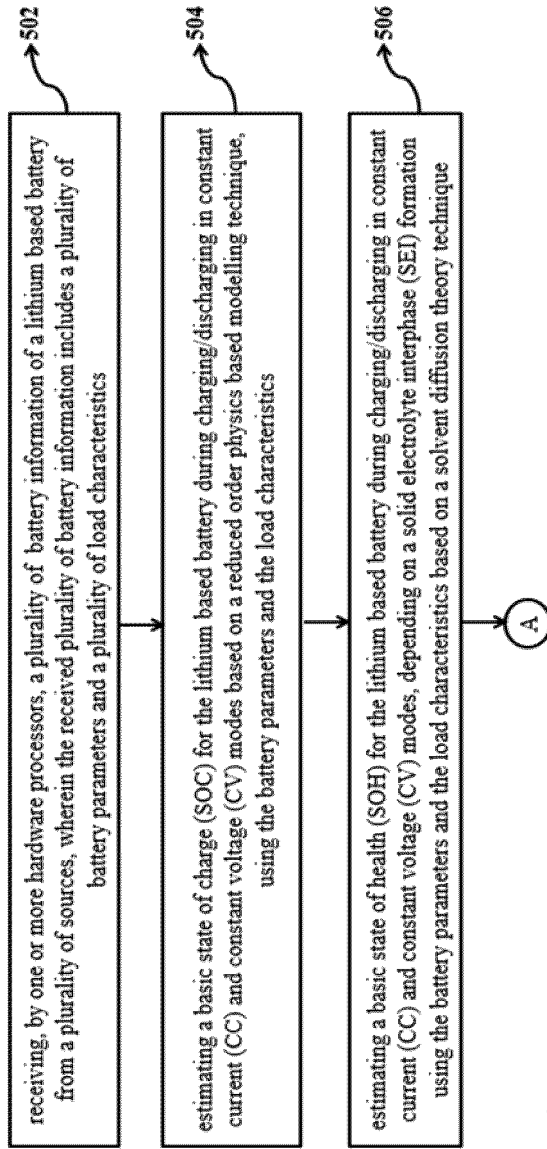 502
receiving, by one or more hardware processors, a plurality of battery information of a lithium based battery
from a plurality of sources, wherein the received plurality of battery information includes a plurality of
battery parameters and a plurality of load characteristics
504
estimating a basic state of charge (SOC) for the lithium based battery during charging/discharging in constant
current (CC) and constant voltage (CV) modes based on a reduced order physics based modelling technique,
using the battery parameters and the load characteristics
506
estimating a basic state of health (SOH) for the lithium based battery during charging/discharging in constant
current (CC) and constant voltage (CV) modes, depending on a solid electrolyte interphase (SEI) formation
using the battery parameters and the load characteristics based on a solvent diffusion theory technique
A